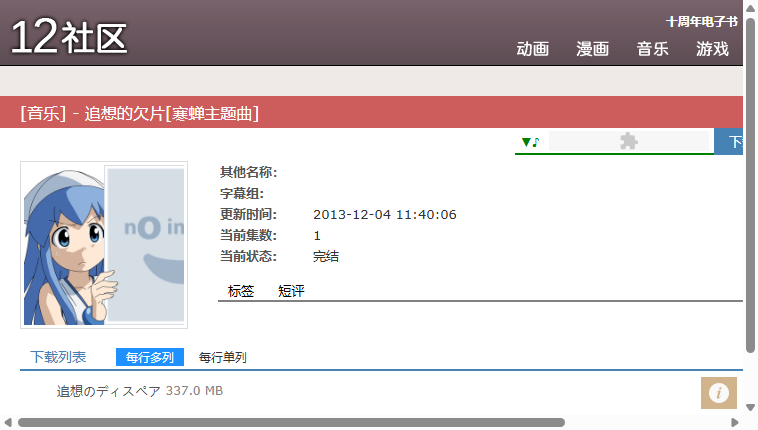 12社区
十周年电子书
动画 漫画 音乐 游戏
[音乐] - 追想的欠片[寒蝉主题曲]
▼♪
其他名称:
字幕组:
更新时间: 2013-12-04 11:40:06
当前集数: 1
当前状态: 完结
标签 短评
下载列表 每行多列 每行单列
追想のディスペア 337.0 MB